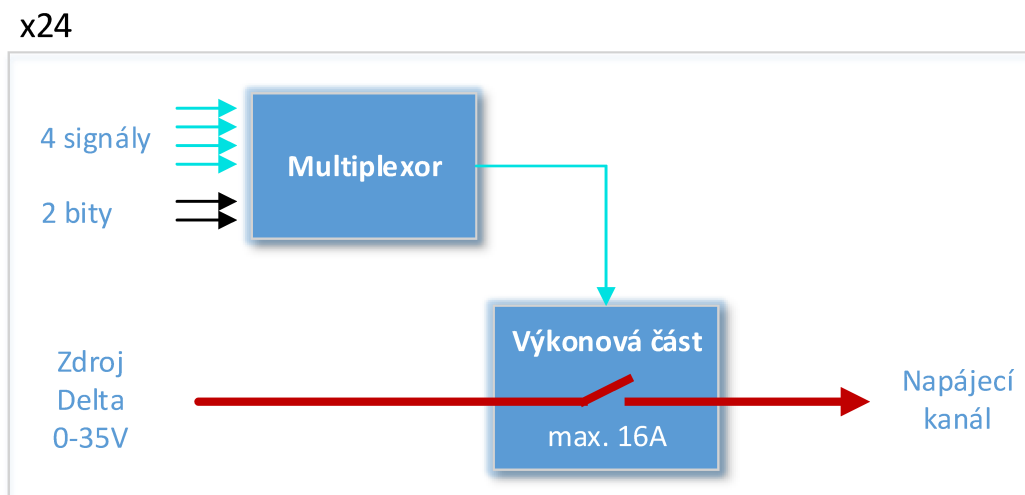 x24
4 signály
Multiplexor
2 bity
Výkonová část
Zdroj
Delta
0-35V
max. 16A
Napájecí
kanál